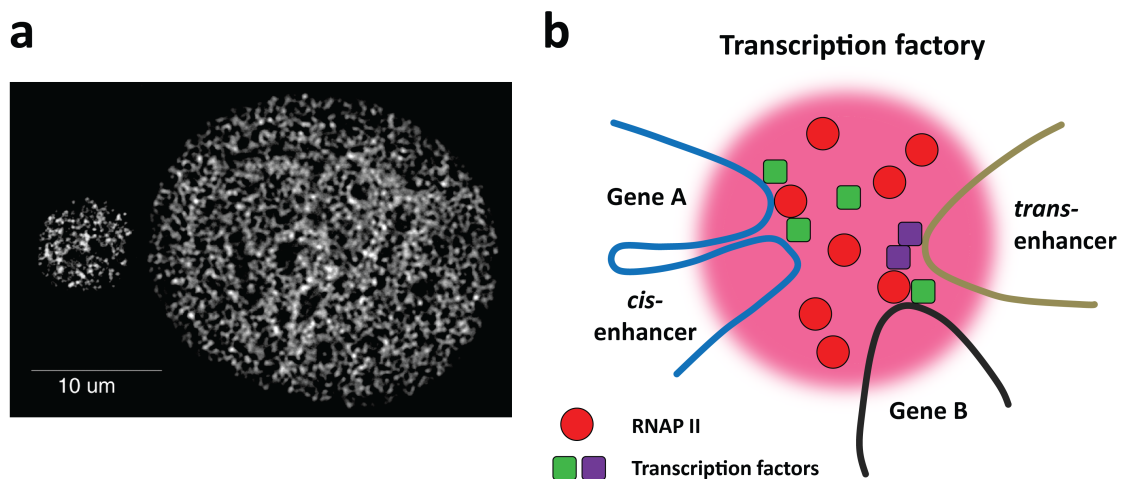 a
10 um
b
Transcription factory
Gene A
cis-
enhancer
trans-
enhancer
Gene B
RNAP II
Transcription factors